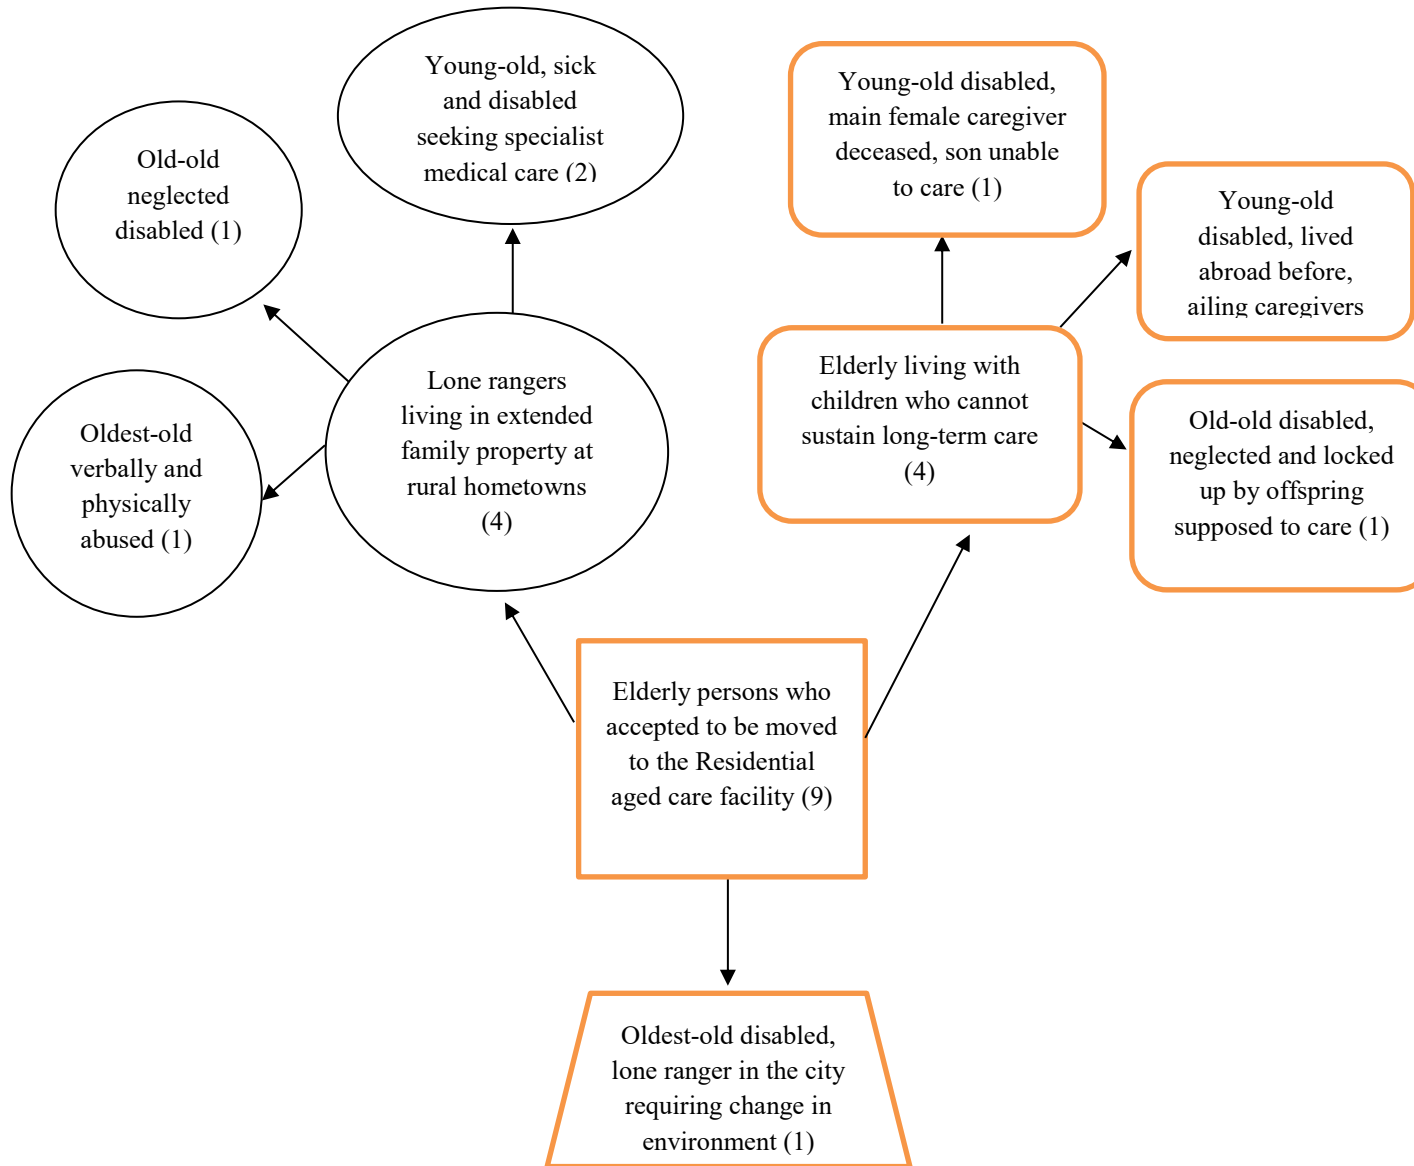 Young-old, sick
and disabled
seeking specialist
medical care (2)
Young-old disabled,
main female caregiver
deceased, son unable
to care (1)
Old-old
neglected
disabled (1)
Young-old
disabled, lived
abroad before,
ailing caregivers
Lone rangers
living in extended
family property at
rural hometowns
(4)
Elderly living with
children who cannot
sustain long-term care
(4)
Oldest-old
verbally and
physically
abused (1)
Old-old disabled,
neglected and locked
up by offspring
supposed to care (1)
Elderly persons who
accepted to be moved
to the Residential
aged care facility (9)
Oldest-old disabled,
lone ranger in the city
requiring change in
environment (1)